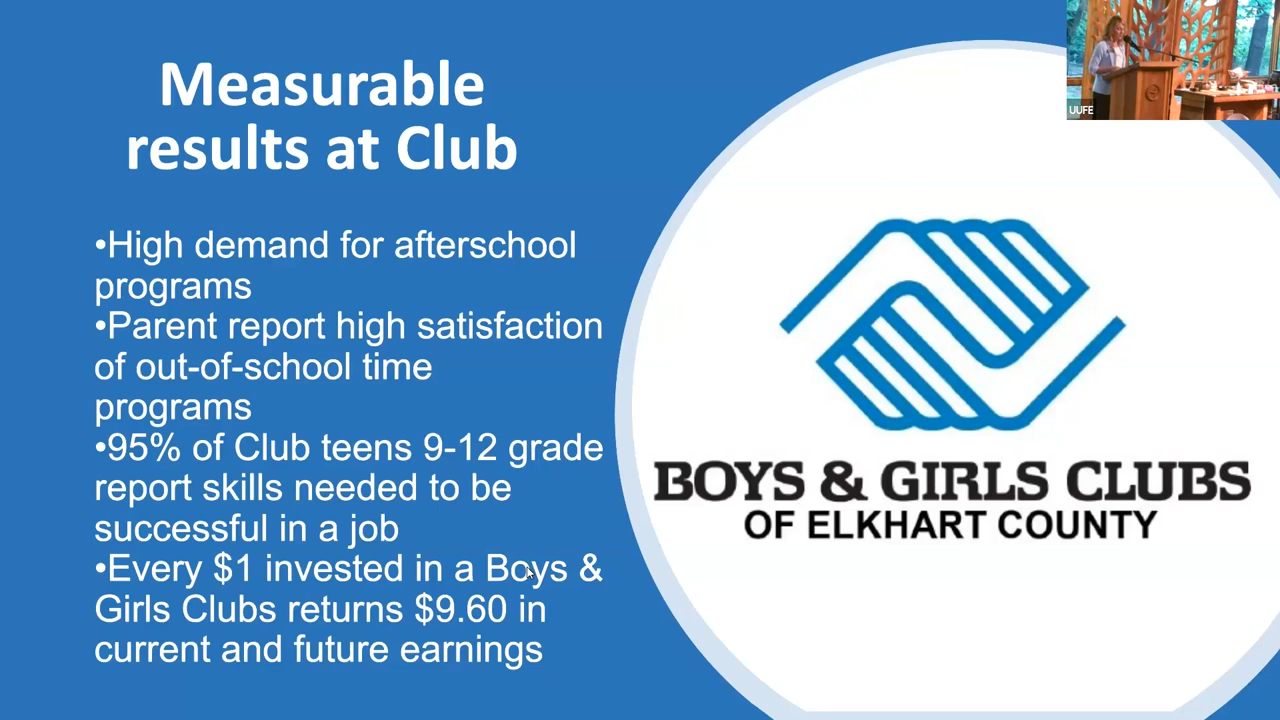 Measurable
results at Club
•High demand for afterschool
programs
•Parent report high satisfaction
of out-of-school time
programs
•95% of Club teens 9-12 grade
report skills needed to be
successful in a job
•Every $1 invested in a Boys &
Girls Clubs returns $9.60 in
current and future earnings
UUFE
BOYS & GIRLS CLUBS
OF ELKHART COUNTY